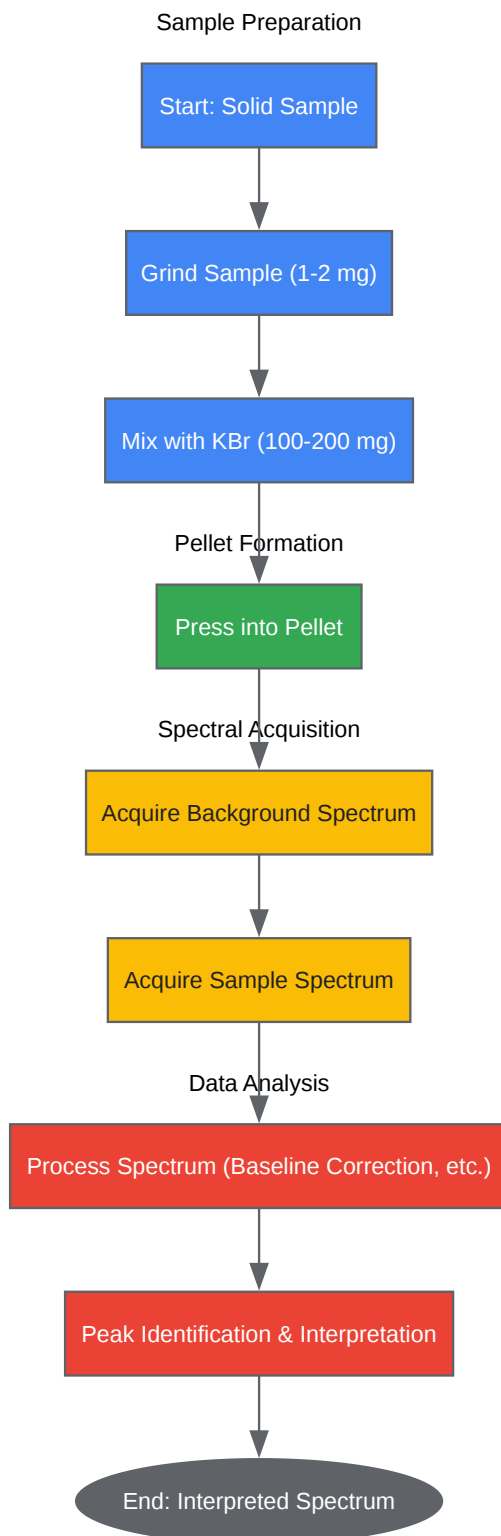 Sample Preparation
Start: Solid Sample
Grind Sample (1-2 mg)
Mix with KBr (100-200 mg)
Pellet Formation
Press into Pellet
Spectral Acquisition
Acquire Background Spectrum
Acquire Sample Spectrum
Data Analysis
Process Spectrum (Baseline Correction, etc.)
Peak Identification & Interpretation
End: Interpreted Spectrum